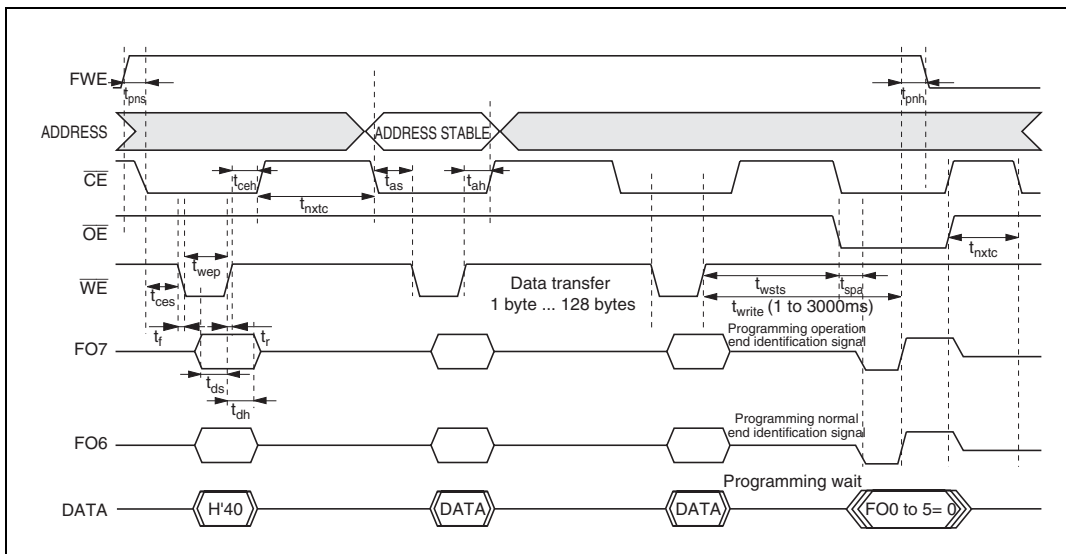 FWE
tpns
tpnh
ADDRESS
ADDRESS STABLE
CE
tceh
tas
tah
tnxtc
OE
tnxtc
twep
WE
Data transfer
1 byte ... 128 bytes
twsts
tspa
tces
twrite (1 to 3000ms)
tf
tr
Programming operation
end identification signal
FO7
tds
tdh
Programming normal
end identification signal
FO6
Programming wait
DATA
H'40
DATA
DATA
FO0 to 5= 0